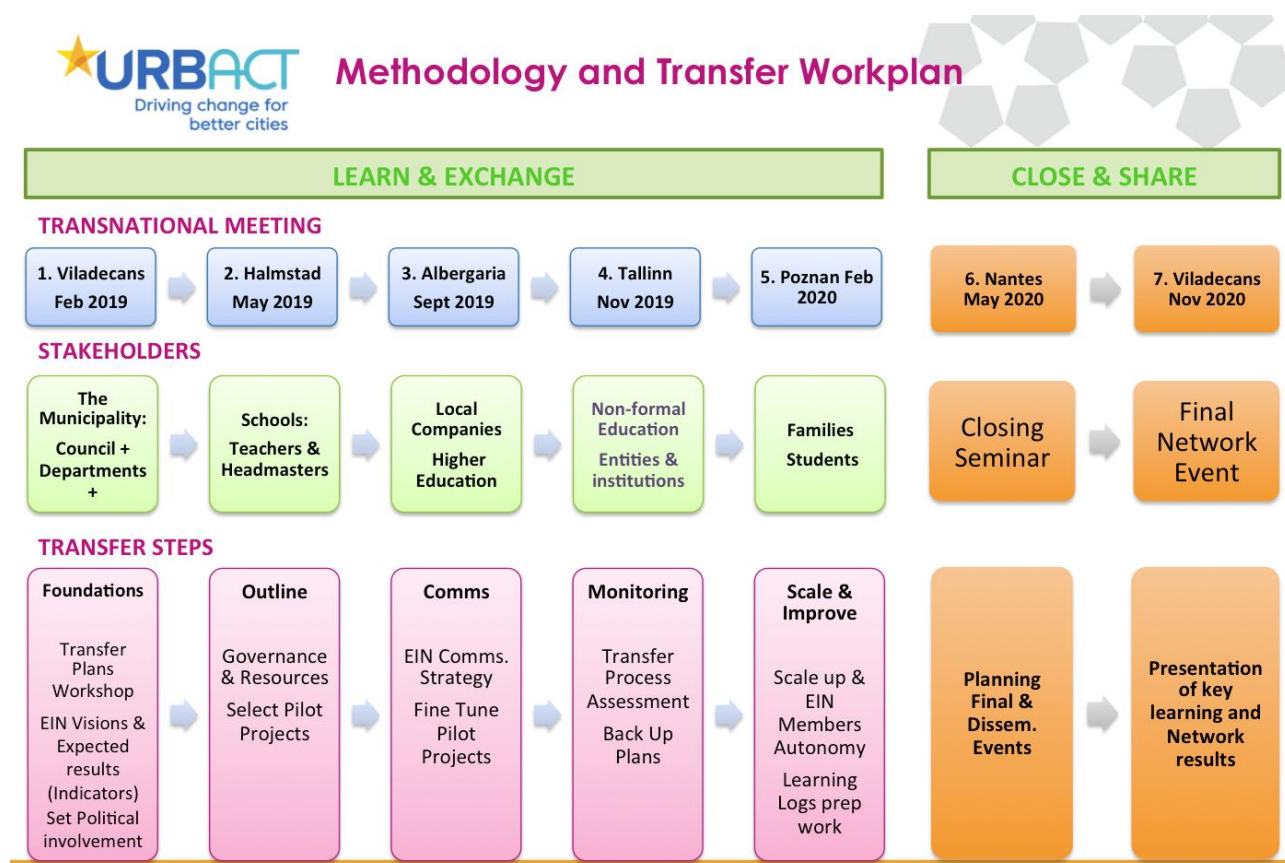 URBACT
Driving change for
better cities
Methodology and Transfer Workplan
LEARN & EXCHANGE
CLOSE & SHARE
TRANSNATIONAL MEETING
1. Viladecans
Feb 2019
2. Halmstad
May 2019
3. Albergaria
Sept 2019
4. Tallinn
Nov 2019
5. Poznan Feb
2020
6. Nantes
May 2020
7. Viladecans
Nov 2020
STAKEHOLDERS
The
Municipality:
Council +
Departments
+
Schools:
Teachers &
Headmasters
Local
Companies
Higher
Education
Non-formal
Education
Entities &
institutions
Families
Students
Closing
Seminar
Final
Network
Event
TRANSFER STEPS
Foundations
Transfer
Plans
Workshop
EIN Visions &
Expected
results
(Indicators)
Set Political
involvement
Outline
Governance
& Resources
Select Pilot
Projects
Comms
EIN Comms.
Strategy
Fine Tune
Pilot
Projects
Monitoring
Transfer
Process
Assessment
Back Up
Plans
Scale &
Improve
Scale up &
EIN
Members
Autonomy
Learning
Logs prep
work
Planning
Final &
Dissem.
Events
Presentation
of key
learning and
Network
results